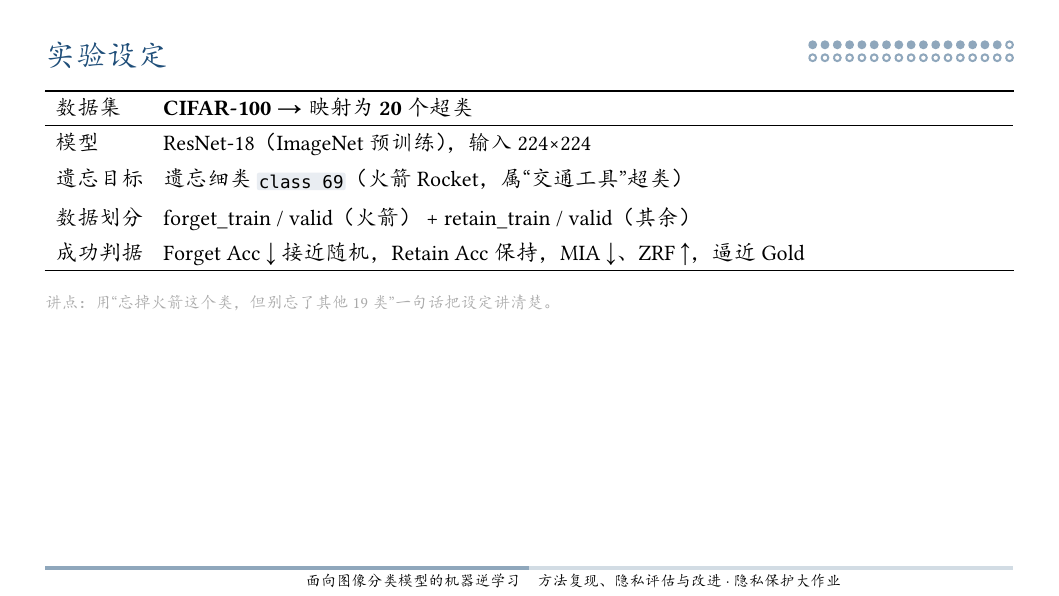 实验设定
数据集 CIFAR-100 → 映射为 20 个超类
模型 ResNet-18（ImageNet 预训练），输入 224×224
遗忘目标 遗忘细类 class 69（火箭 Rocket，属“交通工具”超类）
数据划分 forget_train / valid（火箭） + retain_train / valid（其余）
成功判据 Forget Acc ↓ 接近随机，Retain Acc 保持，MIA ↓、ZRF ↑，逼近 Gold
讲点：用“忘掉火箭这个类，但别忘了其他 19 类”一句话把设定讲清楚。
面向图像分类模型的机器逆学习 方法复现、隐私评估与改进 · 隐私保护大作业